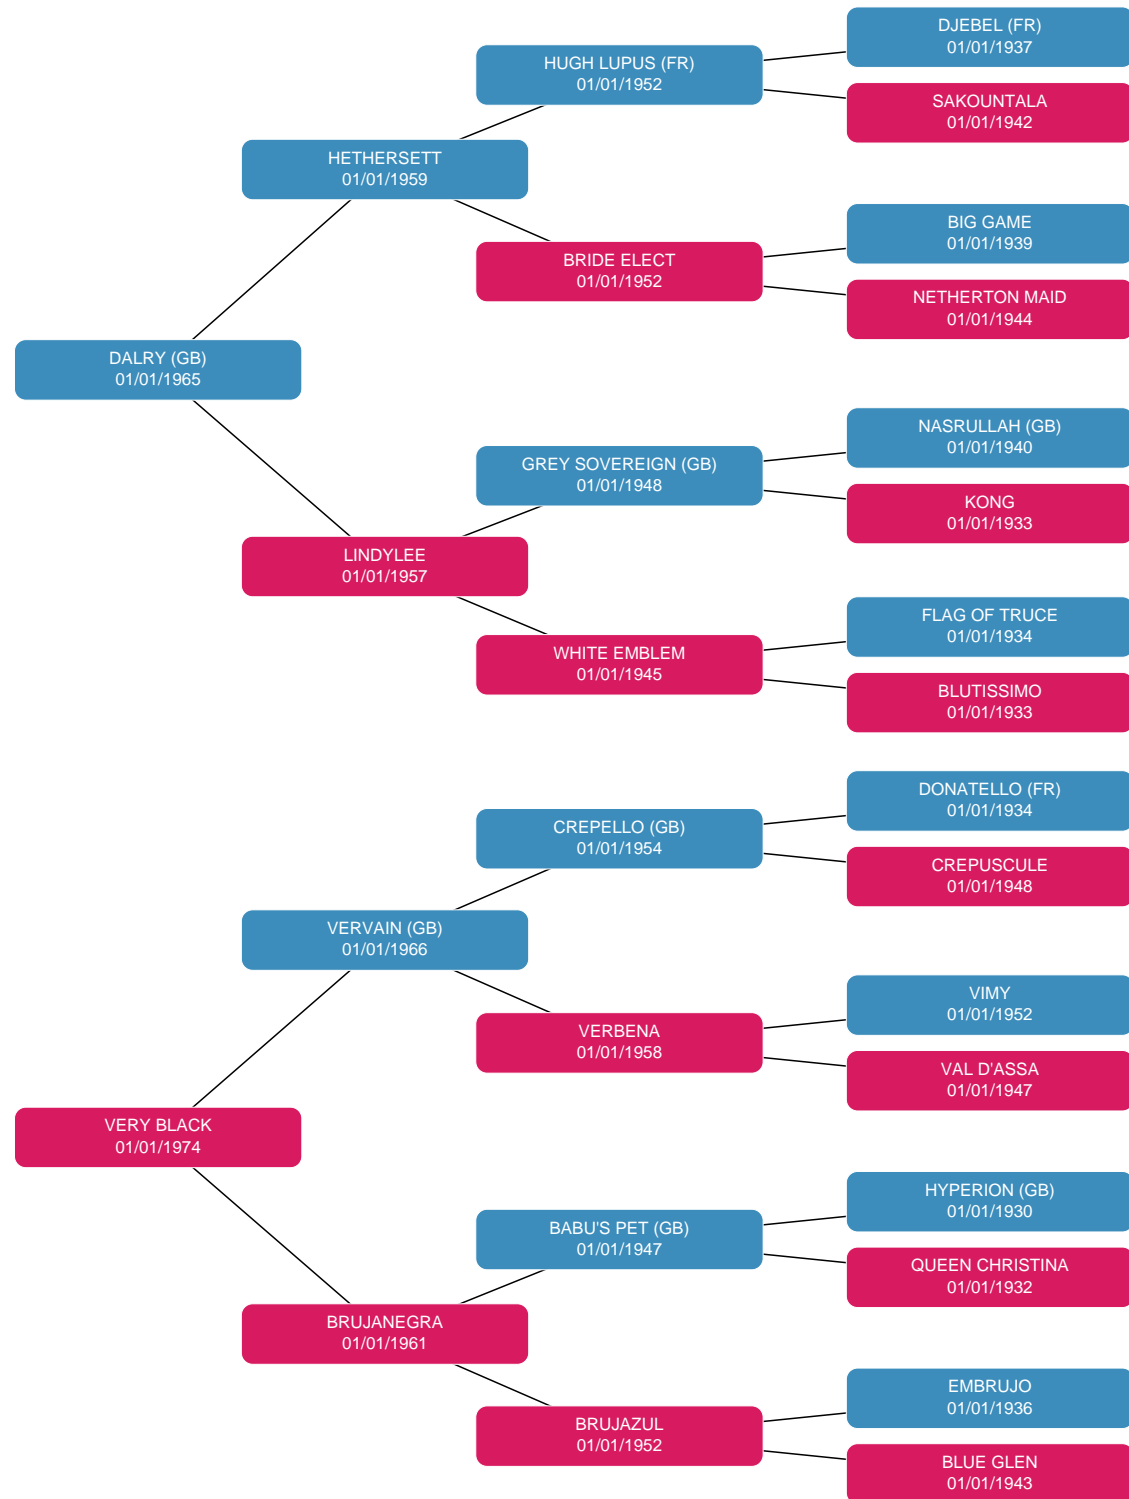 DJEBEL (FR)
01/01/1937
HUGH LUPUS (FR)
01/01/1952
SAKOUNTALA
01/01/1942
HETHERSETT
01/01/1959
BIG GAME
01/01/1939
BRIDE ELECT
01/01/1952
NETHERTON MAID
01/01/1944
DALRY (GB)
01/01/1965
NASRULLAH (GB)
01/01/1940
GREY SOVEREIGN (GB)
01/01/1948
KONG
01/01/1933
LINDYLEE
01/01/1957
FLAG OF TRUCE
01/01/1934
WHITE EMBLEM
01/01/1945
BLUTISSIMO
01/01/1933
DONATELLO (FR)
01/01/1934
CREPELLO (GB)
01/01/1954
CREPUSCULE
01/01/1948
VERVAIN (GB)
01/01/1966
VIMY
01/01/1952
VERBENA
01/01/1958
VAL D'ASSA
01/01/1947
VERY BLACK
01/01/1974
HYPERION (GB)
01/01/1930
BABU'S PET (GB)
01/01/1947
QUEEN CHRISTINA
01/01/1932
BRUJANEGRA
01/01/1961
EMBRUJO
01/01/1936
BRUJAZUL
01/01/1952
BLUE GLEN
01/01/1943